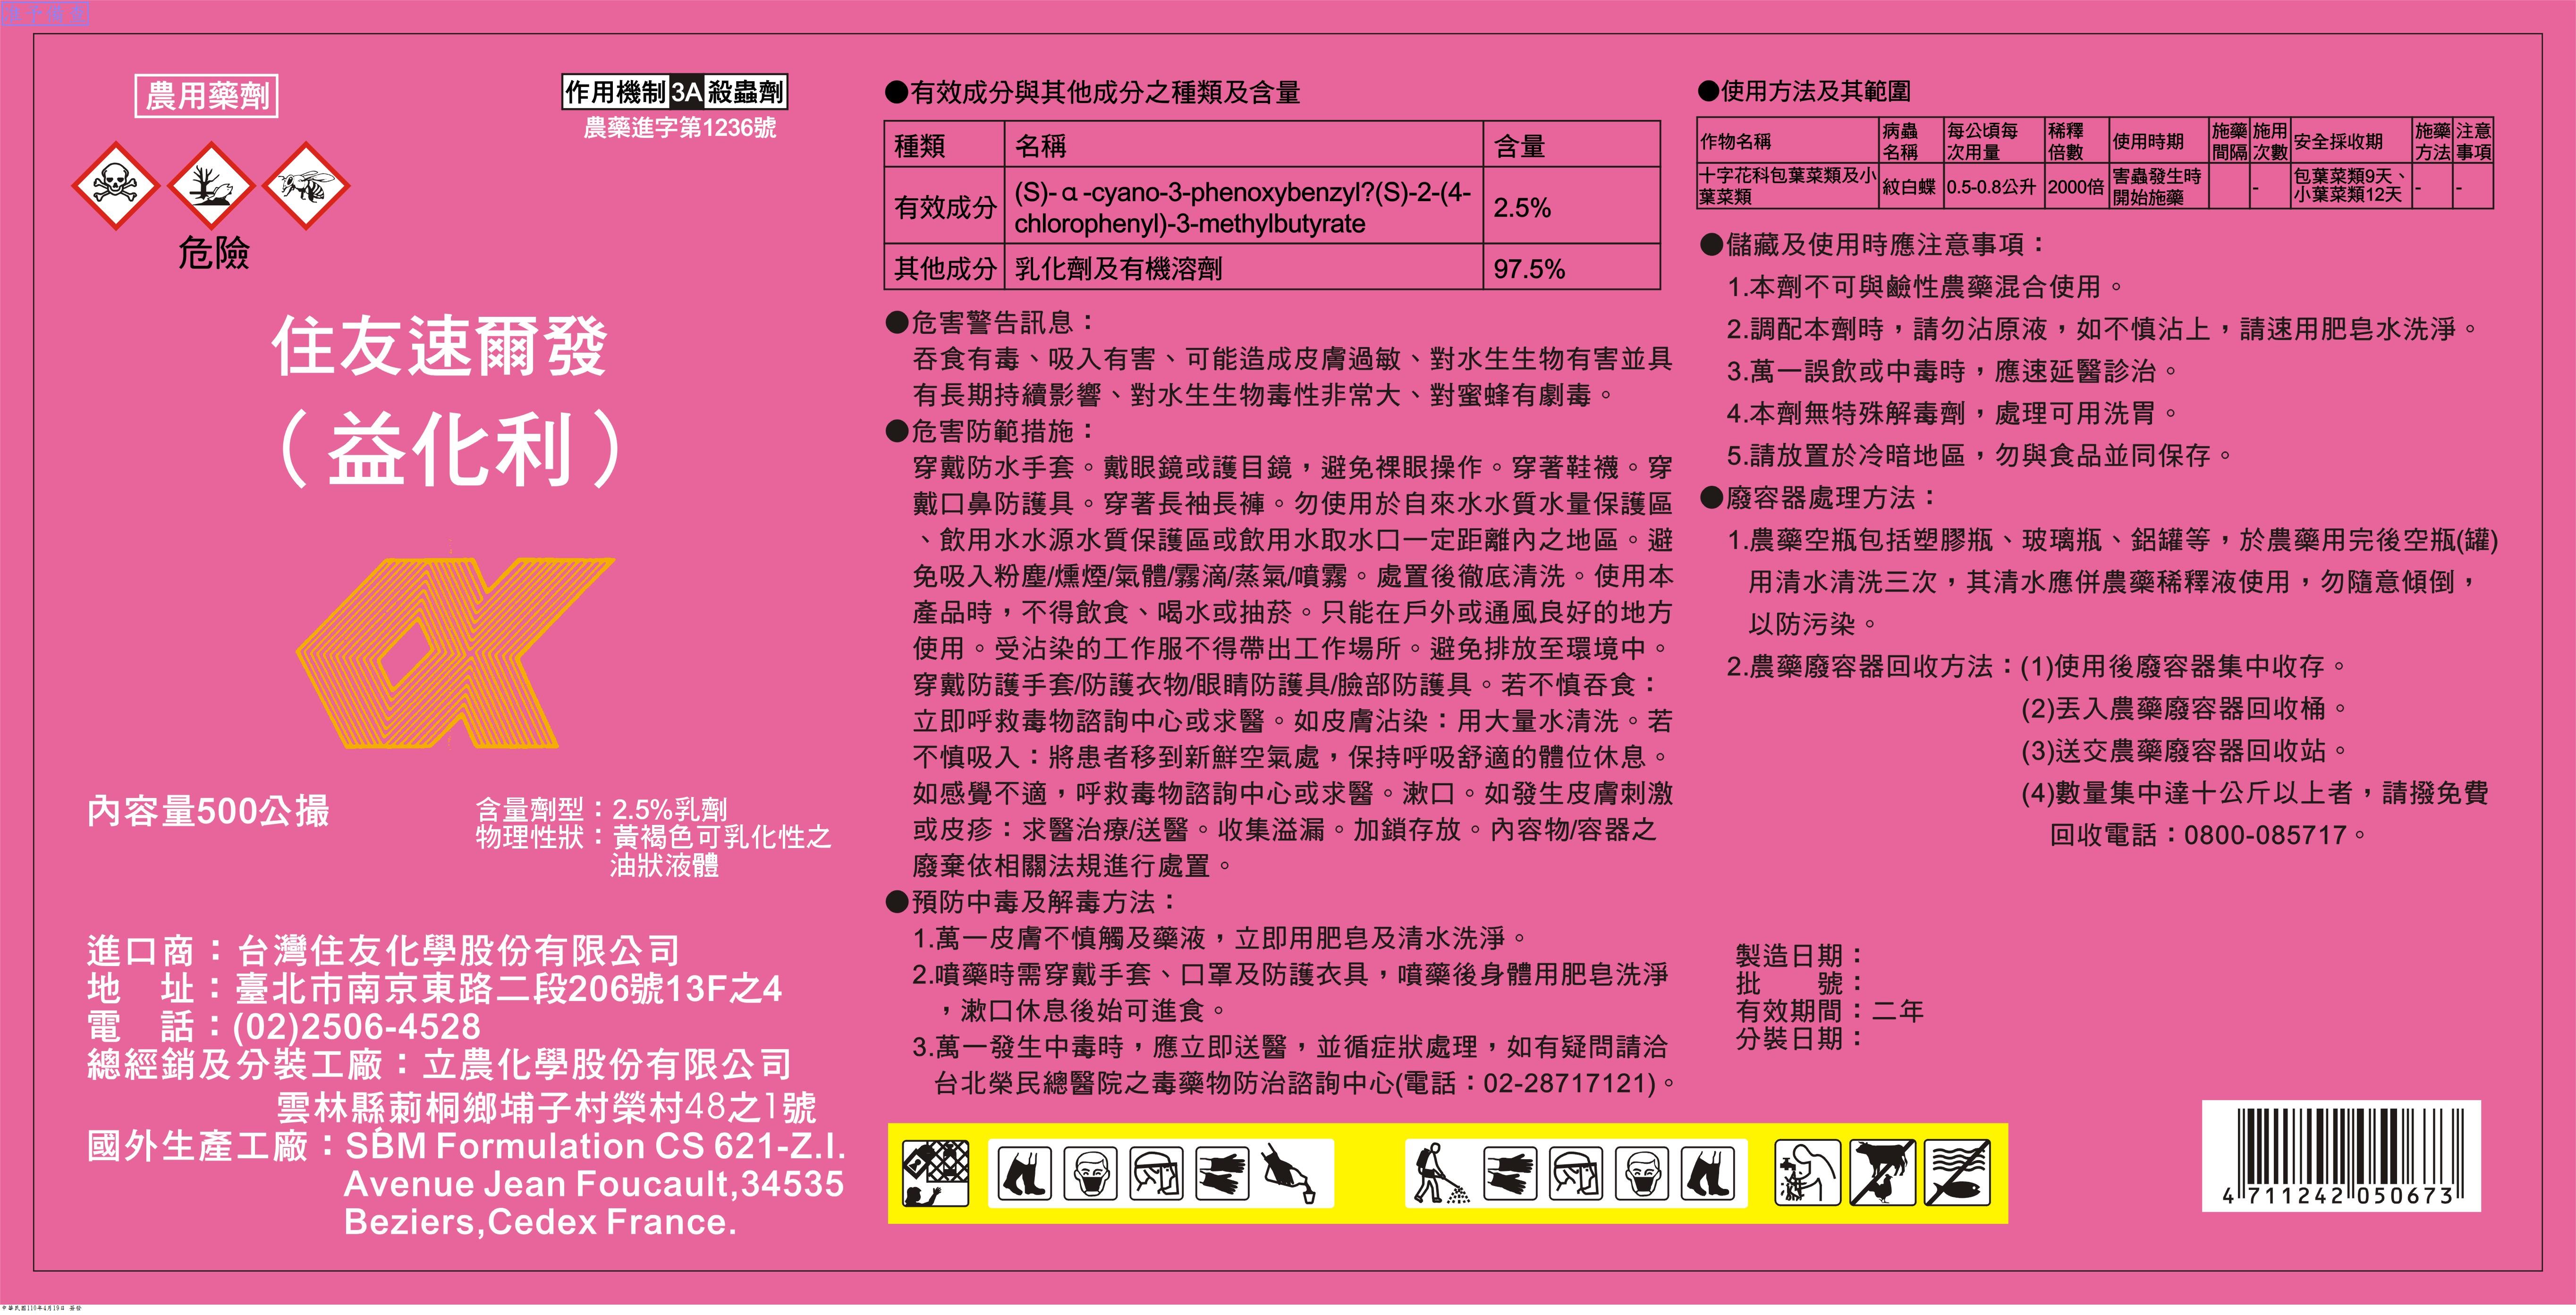 農用藥劑
作用機制 3A 殺蟲劑
農藥進字第1236號
危險
住友速爾發
（益化利）
內容量500公撮
含量劑型：2.5%乳劑
物理性狀：黃褐色可乳化性之
油狀液體
進口商：台灣住友化學股份有限公司
地　址：臺北市南京東路二段206號13F之4
電　話：(02)2506-4528
總經銷及分裝工廠：立農化學股份有限公司
雲林縣莿桐鄉埔子村榮村48之1號
國外生產工廠：SBM Formulation CS 621-Z.I.
Avenue Jean Foucault,34535
Beziers,Cedex France.
●有效成分與其他成分之種類及含量
種類 名稱 含量
有效成分 (S)-α-cyano-3-phenoxybenzyl?(S)-2-(4-
chlorophenyl)-3-methylbutyrate 2.5%
其他成分 乳化劑及有機溶劑 97.5%
●危害警告訊息：
吞食有毒、吸入有害、可能造成皮膚過敏、對水生生物有害並具
有長期持續影響、對水生生物毒性非常大、對蜜蜂有劇毒。
●危害防範措施：
穿戴防水手套。戴眼鏡或護目鏡，避免裸眼操作。穿著鞋襪。穿
戴口鼻防護具。穿著長袖長褲。勿使用於自來水水質水量保護區
、飲用水水源水質保護區或飲用水取水口一定距離內之地區。避
免吸入粉塵/燻煙/氣體/霧滴/蒸氣/噴霧。處置後徹底清洗。使用本
產品時，不得飲食、喝水或抽菸。只能在戶外或通風良好的地方
使用。受沾染的工作服不得帶出工作場所。避免排放至環境中。
穿戴防護手套/防護衣物/眼睛防護具/臉部防護具。若不慎吞食：
立即呼救毒物諮詢中心或求醫。如皮膚沾染：用大量水清洗。若
不慎吸入：將患者移到新鮮空氣處，保持呼吸舒適的體位休息。
如感覺不適，呼救毒物諮詢中心或求醫。漱口。如發生皮膚刺激
或皮疹：求醫治療/送醫。收集溢漏。加鎖存放。內容物/容器之
廢棄依相關法規進行處置。
●預防中毒及解毒方法：
1.萬一皮膚不慎觸及藥液，立即用肥皂及清水洗淨。
2.噴藥時需穿戴手套、口罩及防護衣具，噴藥後身體用肥皂洗淨
，漱口休息後始可進食。
3.萬一發生中毒時，應立即送醫，並循症狀處理，如有疑問請洽
台北榮民總醫院之毒藥物防治諮詢中心(電話：02-28717121)。
●使用方法及其範圍
作物名稱 病蟲名稱 每公頃每次用量 稀釋倍數 使用時期 施藥間隔 施用次數 安全採收期 施藥方法 注意事項
十字花科包葉菜類及小葉菜類 紋白蝶 0.5-0.8公升 2000倍 害蟲發生時開始施藥 - 包葉菜類9天、小葉菜類12天 - -
●儲藏及使用時應注意事項：
1.本劑不可與鹼性農藥混合使用。
2.調配本劑時，請勿沾原液，如不慎沾上，請速用肥皂水洗淨。
3.萬一誤飲或中毒時，應速延醫診治。
4.本劑無特殊解毒劑，處理可用洗胃。
5.請放置於冷暗地區，勿與食品並同保存。
●廢容器處理方法：
1.農藥空瓶包括塑膠瓶、玻璃瓶、鋁罐等，於農藥用完後空瓶(罐)
用清水清洗三次，其清水應併農藥稀釋液使用，勿隨意傾倒，
以防污染。
2.農藥廢容器回收方法：(1)使用後廢容器集中收存。
(2)丟入農藥廢容器回收桶。
(3)送交農藥廢容器回收站。
(4)數量集中達十公斤以上者，請撥免費
回收電話：0800-085717。
製造日期：
批　　號：
有效期間：二年
分裝日期：
4 711242 050673